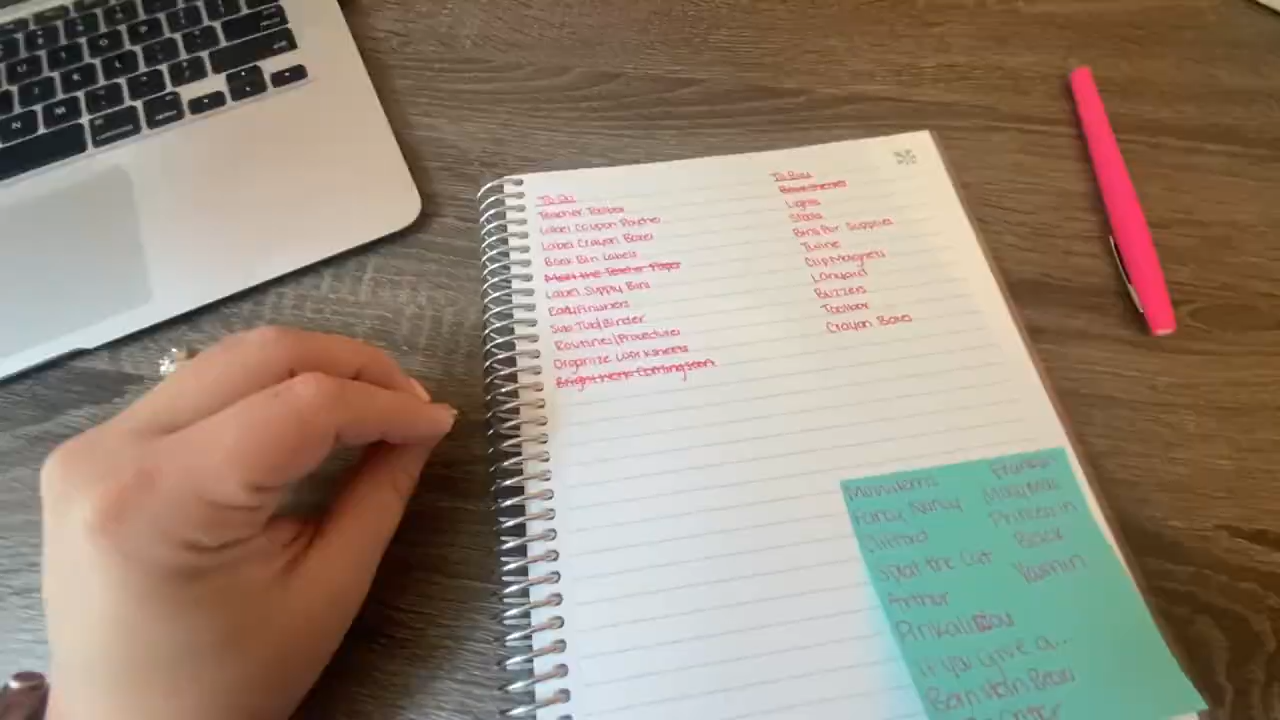 To Do:
Teacher Toolbox
Label Coupon Pouches
Label Crayon Boxes
Book Bin Labels
Meet the Teacher Paper
Label Supply Bins
Early Finishers
Sub Tub/Binder
Routines/Procedures
Organize Worksheets
Bright Work Coming Soon
To Buy:
Lights
Stools
Bins for Supplies
Twine
Clip Magnets
Lanyard
Buzzers
Toolbox
Crayon Boxes
Fancy Nancy
Clifford
Splat the Cat
Arthur
Pinkalicious
If you Give a...
Franklin
Princess in
Black
Yasmin